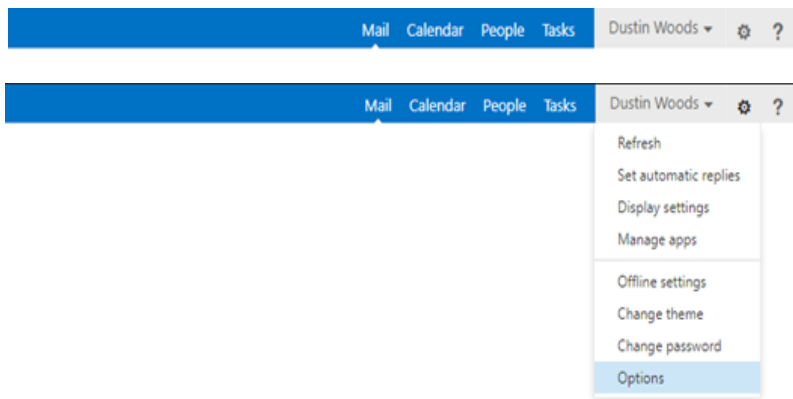 Mail Calendar People Tasks Dustin Woods ?
Mail Calendar People Tasks Dustin Woods ?
Refresh
Set automatic replies
Display settings
Manage apps
Offline settings
Change theme
Change password
Options